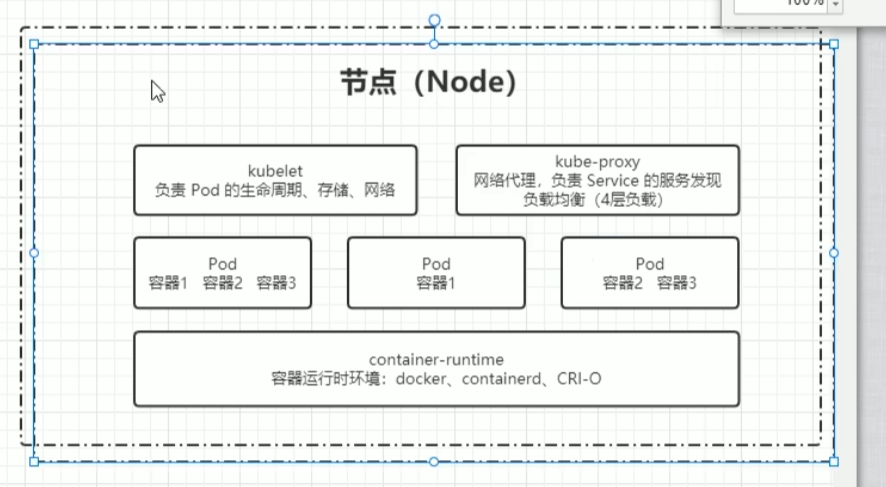 节点（Node）
kubelet
负责 Pod 的生命周期、存储、网络
kube-proxy
网络代理，负责 Service 的服务发现
负载均衡（4层负载）
Pod
容器1 容器2 容器3
Pod
容器1
Pod
容器2 容器3
container-runtime
容器运行时环境：docker、containerd、CRI-O